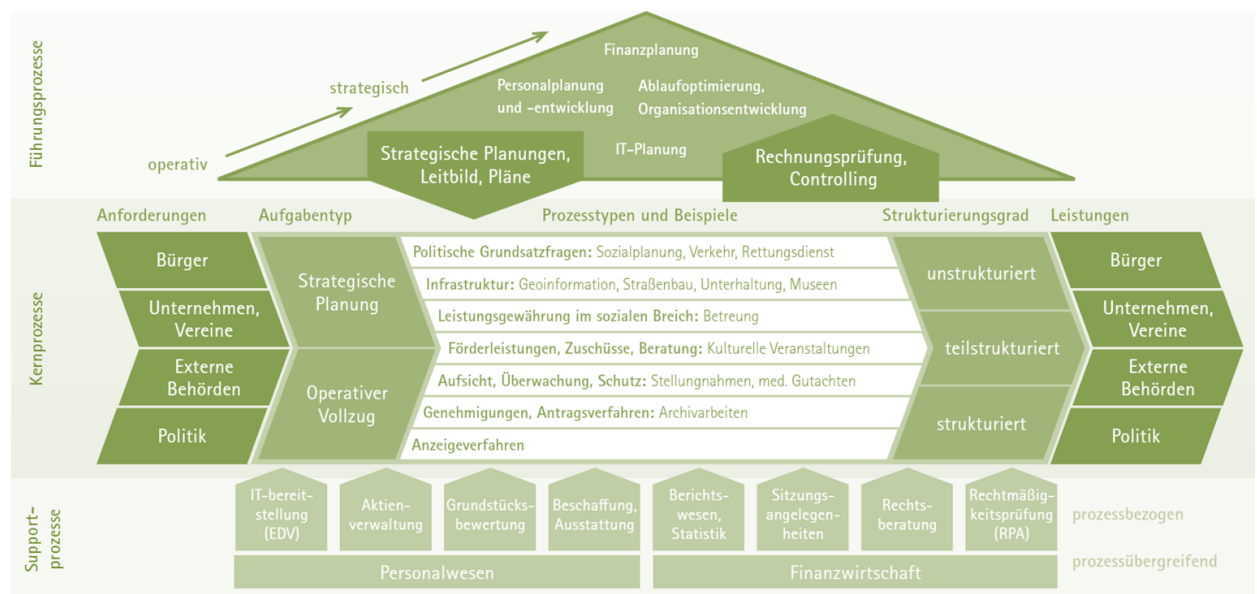 Führungsprozesse
operativ
strategisch
Finanzplanung
Personalplanung
und -entwicklung
Ablaufoptimierung,
Organisationsentwicklung
IT-Planung
Strategische Planungen,
Leitbild, Pläne
Rechnungsprüfung,
Controlling
Kernprozesse
Anforderungen
Aufgabentyp
Prozesstypen und Beispiele
Strukturierungsgrad
Leistungen
Bürger
Unternehmen,
Vereine
Externe
Behörden
Politik
Strategische
Planung
Operativer
Vollzug
Politische Grundsatzfragen: Sozialplanung, Verkehr, Rettungsdienst
Infrastruktur: Geoinformation, Straßenbau, Unterhaltung, Museen
Leistungsgewährung im sozialen Breich: Betreung
Förderleistungen, Zuschüsse, Beratung: Kulturelle Veranstaltungen
Aufsicht, Überwachung, Schutz: Stellungnahmen, med. Gutachten
Genehmigungen, Antragsverfahren: Archivarbeiten
Anzeigeverfahren
unstrukturiert
teilstrukturiert
strukturiert
Bürger
Unternehmen,
Vereine
Externe
Behörden
Politik
Support-
prozesse
IT-bereit-
stellung
(EDV)
Aktien-
verwaltung
Grundstücks-
bewertung
Beschaffung,
Ausstattung
Berichts-
wesen,
Statistik
Sitzungs-
angelegen-
heiten
Rechts-
beratung
Rechtmäßig-
keitsprüfung
(RPA)
prozessbezogen
Personalwesen
Finanzwirtschaft
prozessübergreifend